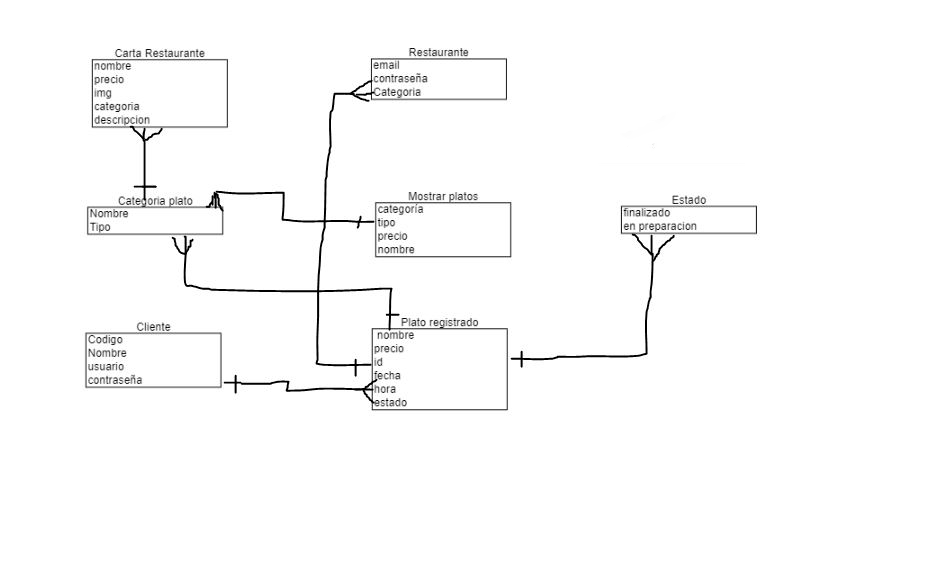 Carta Restaurante
nombre
precio
img
categoria
descripcion
Restaurante
email
contraseña
Categoria
Categoria plato
Nombre
Tipo
Mostrar platos
categoría
tipo
precio
nombre
Estado
finalizado
en preparacion
Cliente
Codigo
Nombre
usuario
contraseña
Plato registrado
nombre
precio
id
fecha
hora
estado